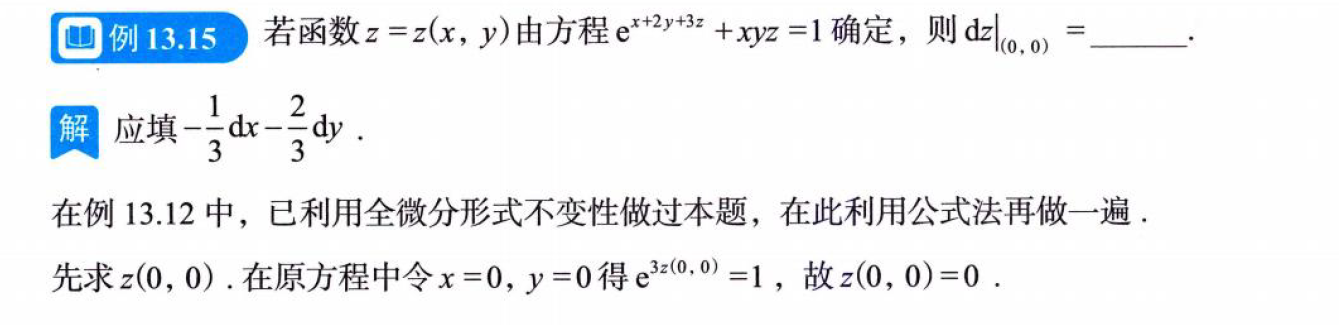 例 13.15 若函数 z = z(x, y)由方程 e^{x+2y+3z} + xyz = 1 确定，则 dz|_{(0, 0)} = ______.
解 应填 -\frac{1}{3}dx - \frac{2}{3}dy .
在例 13.12 中，已利用全微分形式不变性做过本题，在此利用公式法再做一遍 .
先求 z(0, 0) . 在原方程中令 x = 0, y = 0 得 e^{3z(0, 0)} = 1 ，故 z(0, 0) = 0 .